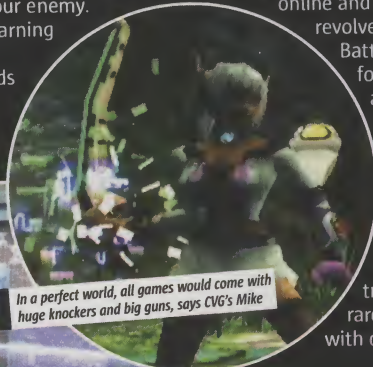 our enemy.
arning
ds
online and
revolve
Batt
fo
a
In a perfect world, all games would come with
huge knockers and big guns, says CVG's Mike
tr
rare
with